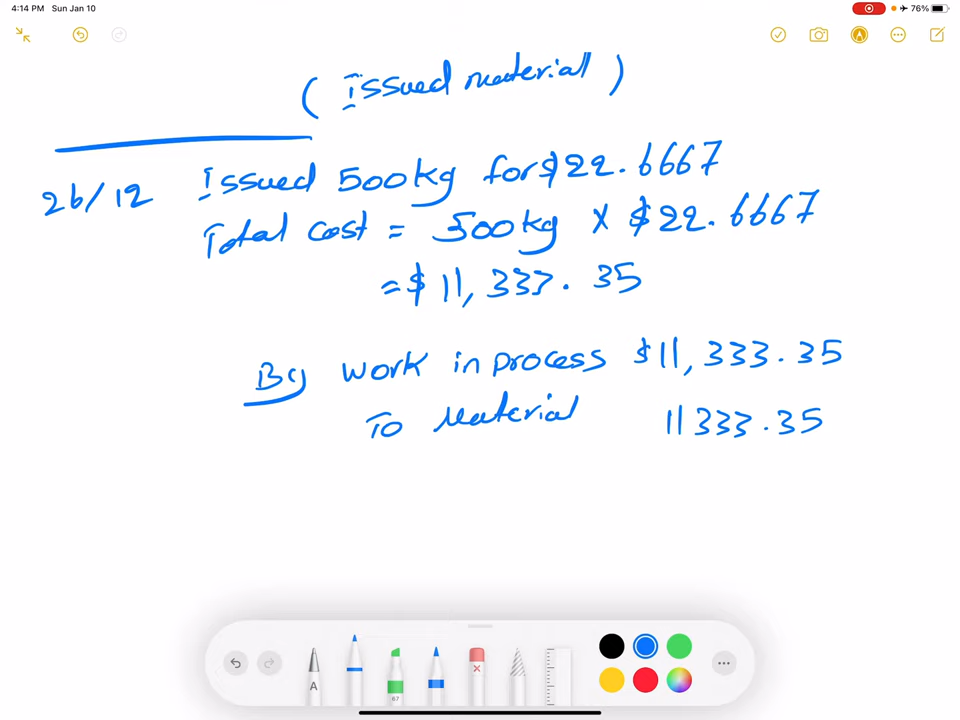 4:14 PM Sun Jan 10
76%
( Issued material )
26/12 Issued 500kg for $22.6667
Total cost = 500kg x $22.6667
= $ 11,333.35
By work in process $11,333.35
To Material 11333.35
A
67